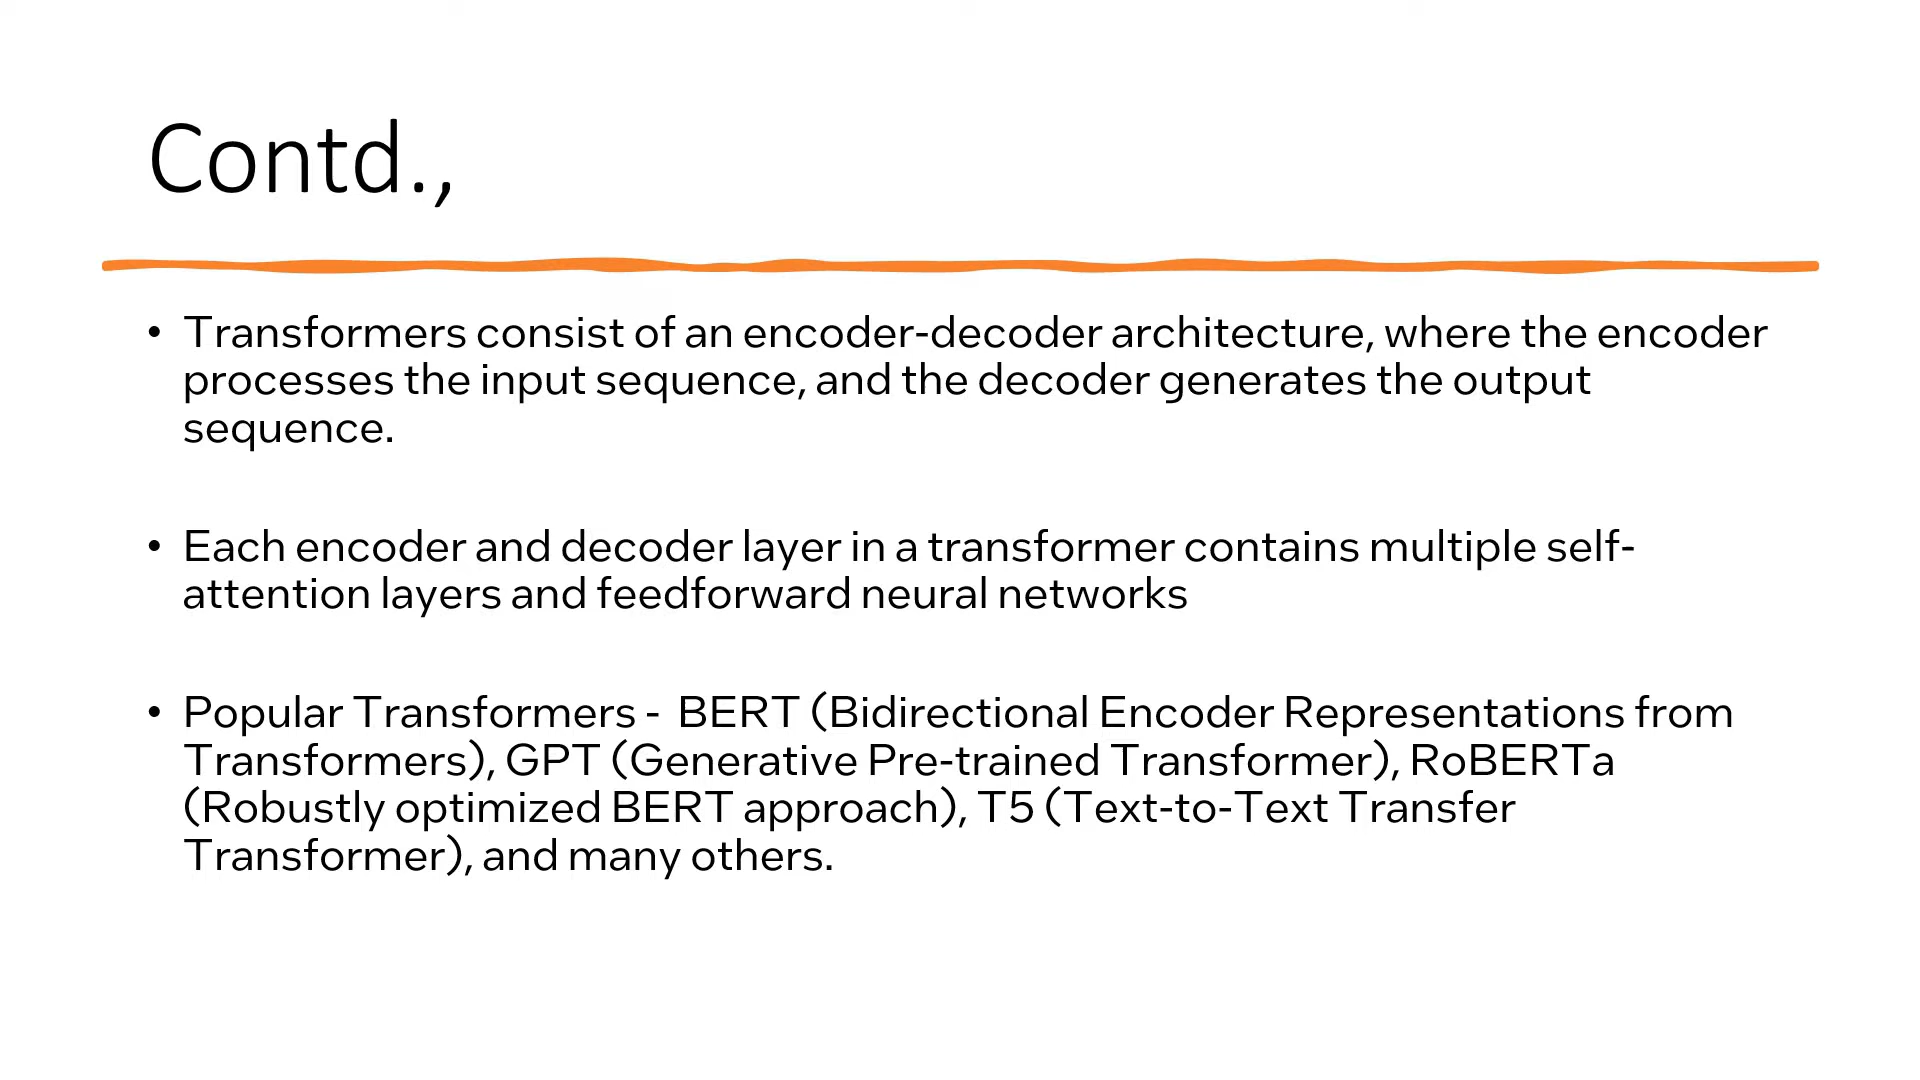 Contd.,
• Transformers consist of an encoder-decoder architecture, where the encoder
processes the input sequence, and the decoder generates the output
sequence.
• Each encoder and decoder layer in a transformer contains multiple self-
attention layers and feedforward neural networks
• Popular Transformers -  BERT (Bidirectional Encoder Representations from
Transformers), GPT (Generative Pre-trained Transformer), RoBERTa
(Robustly optimized BERT approach), T5 (Text-to-Text Transfer
Transformer), and many others.